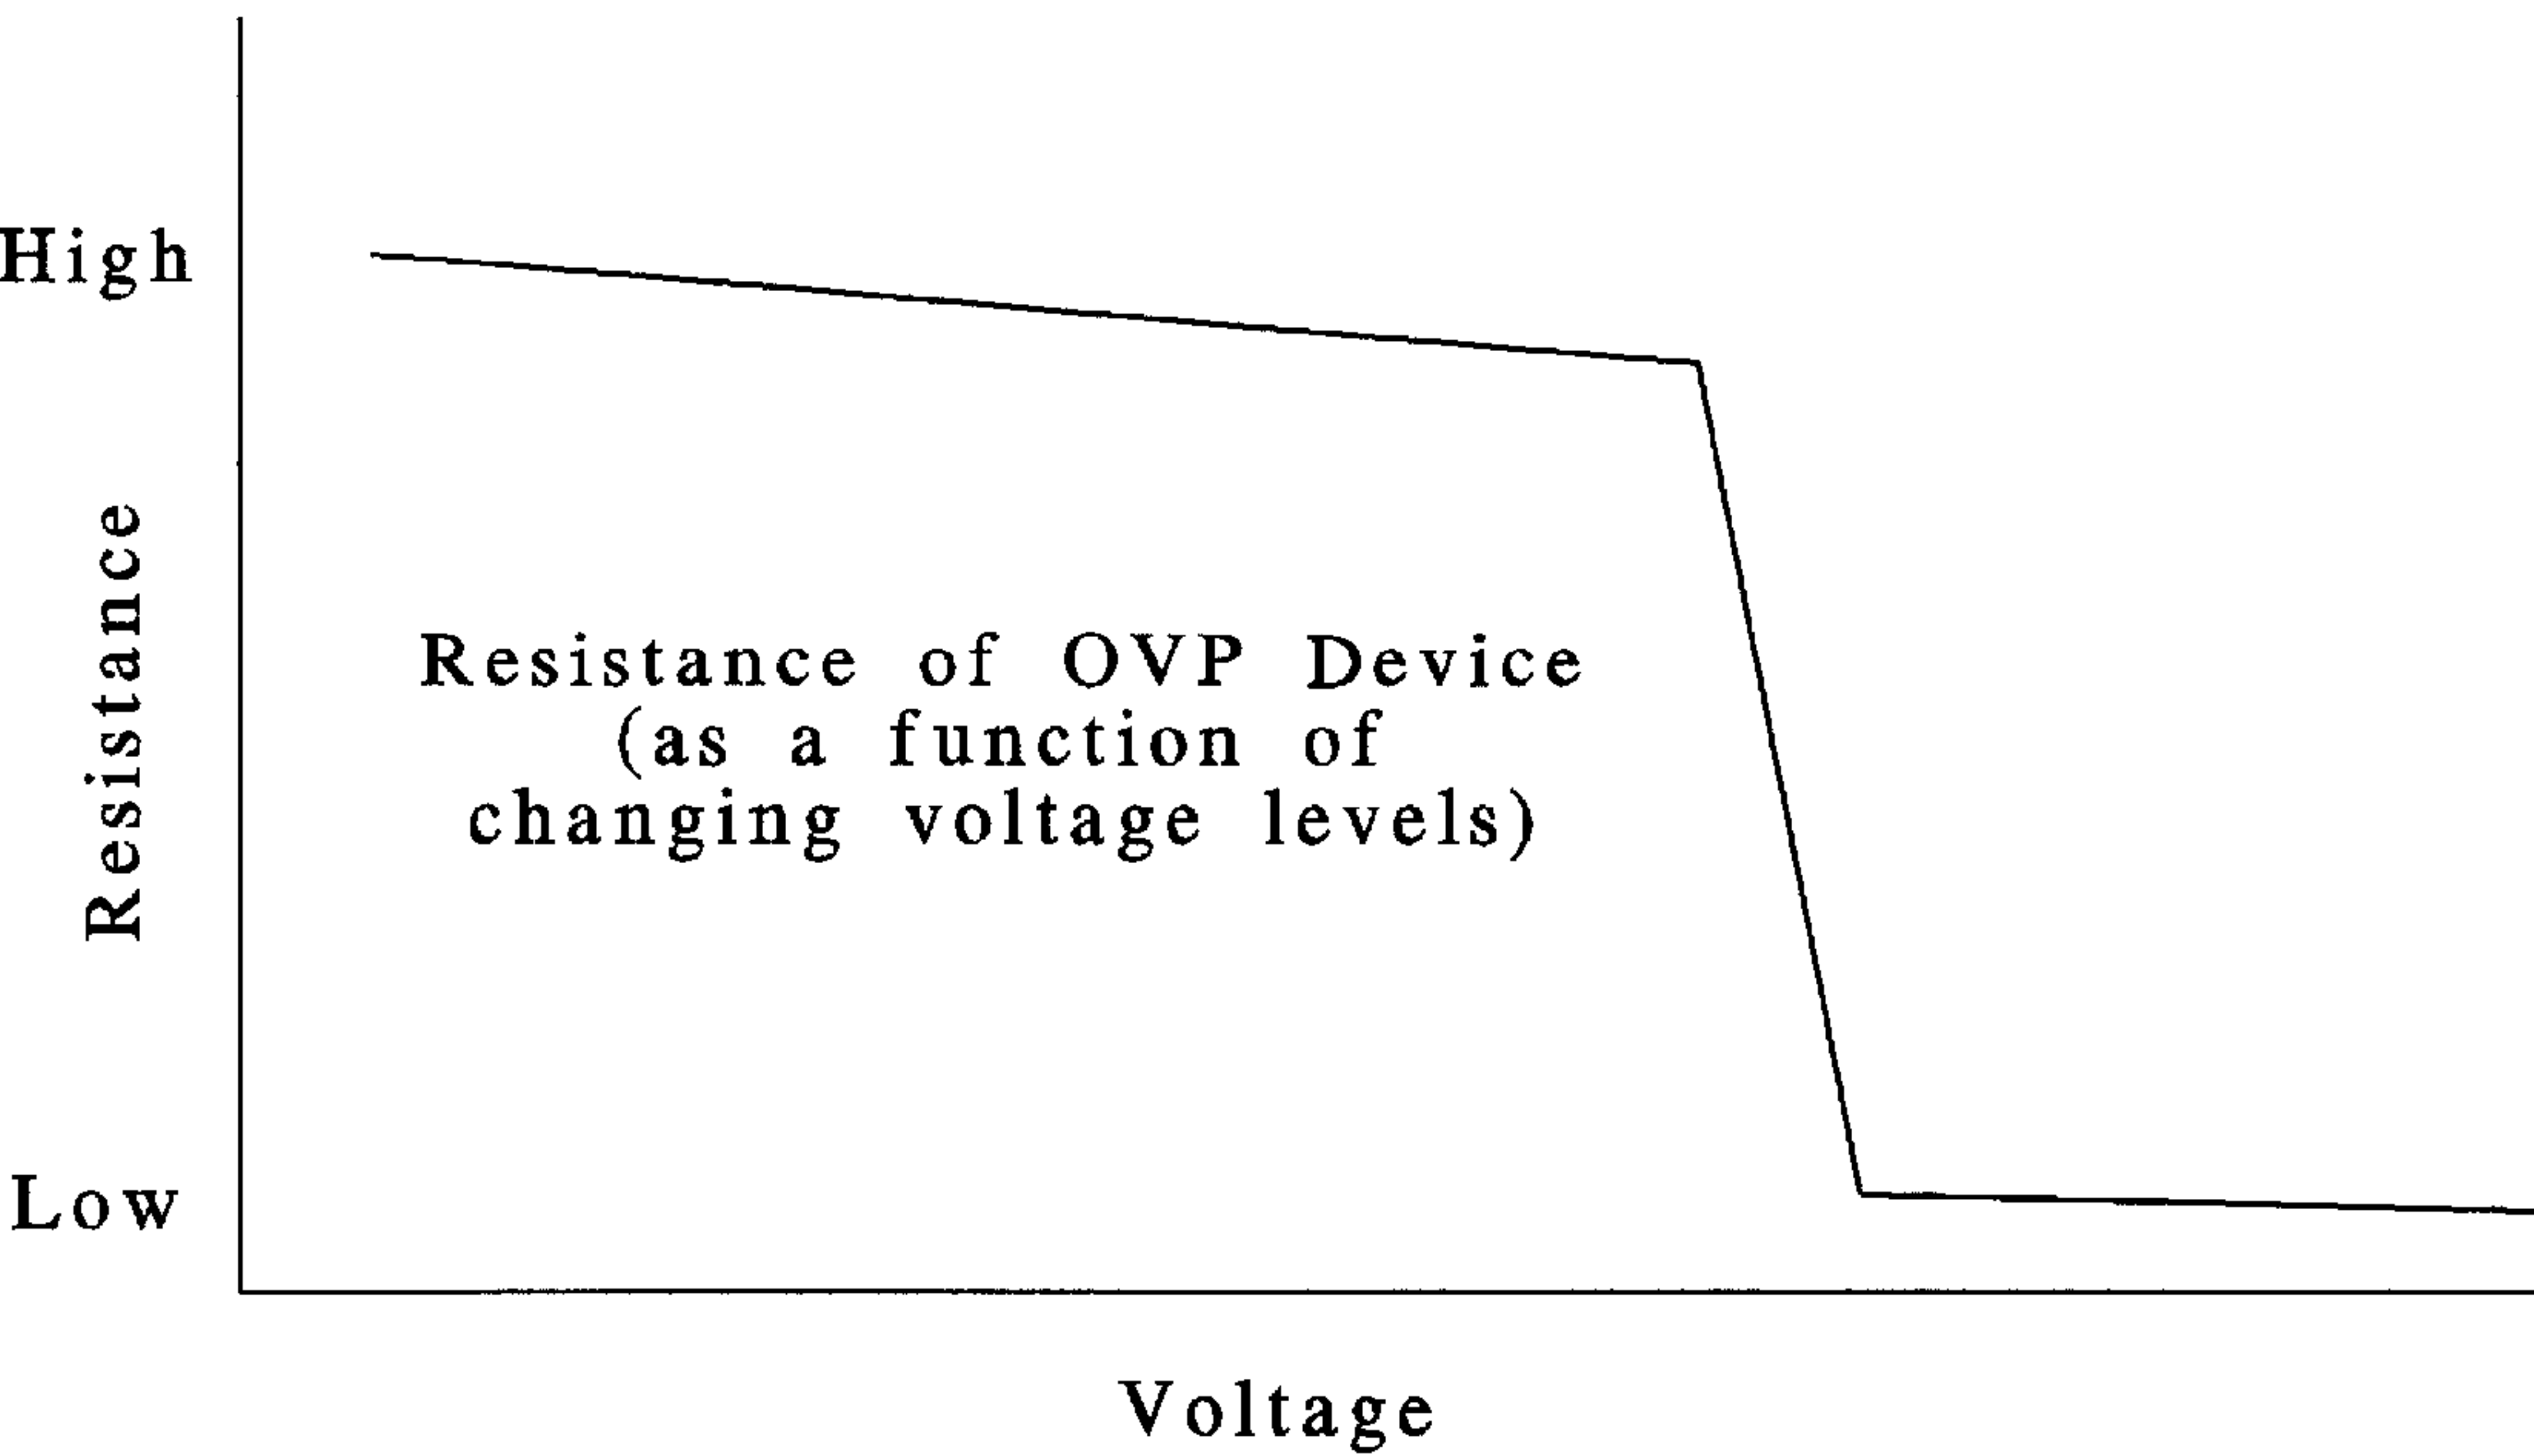 High
Resistance
Resistance of OVP Device
(as a function of
changing voltage levels)
Low
Voltage